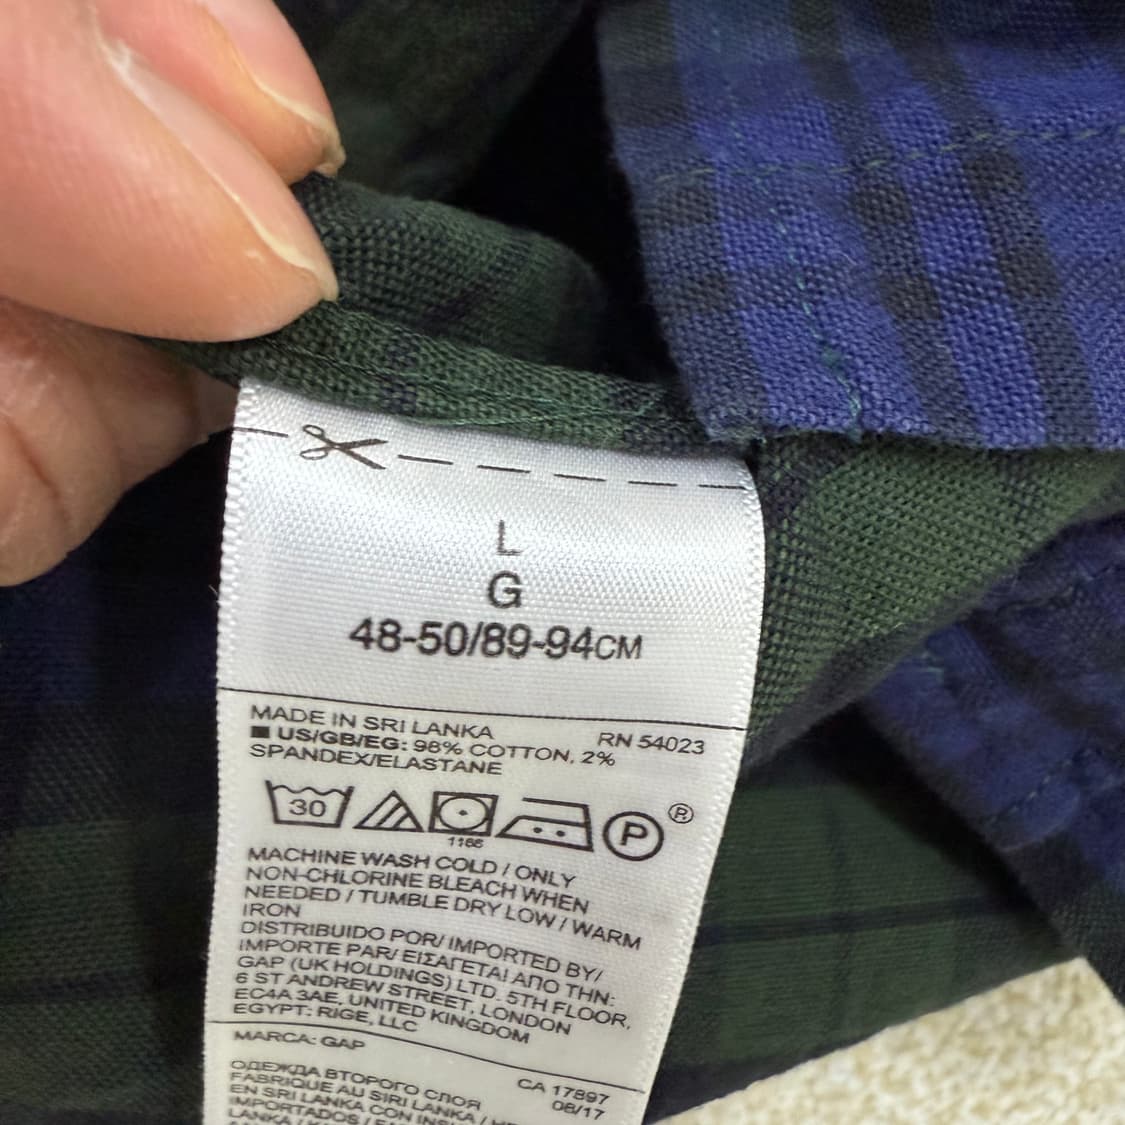 L
G
48-50/89-94CM
MADE IN SRI LANKA RN 54023
US/GB/EG: 98% COTTON, 2%
SPANDEX/ELASTANE
30 P ®
1166
MACHINE WASH COLD / ONLY
NON-CHLORINE BLEACH WHEN
NEEDED / TUMBLE DRY LOW / WARM
IRON
DISTRIBUIDO POR/ IMPORTED BY/
IMPORTE PAR/ ΕΙΣΑΓΕΤΑΙ ΑΠΟ ΤΗΝ:
GAP (UK HOLDINGS) LTD. 5TH FLOOR,
6 ST ANDREW STREET, LONDON
EC4A 3AE, UNITED KINGDOM
EGYPT: RIGE, LLC
MARCA: GAP
ОДЕЖДА ВТОРОГО СЛОЯ CA 17897
FABRIQUE AU SRI LANKA / 08/17
EN SRI LANKA CON
IMPORTADOS /
LANKA /